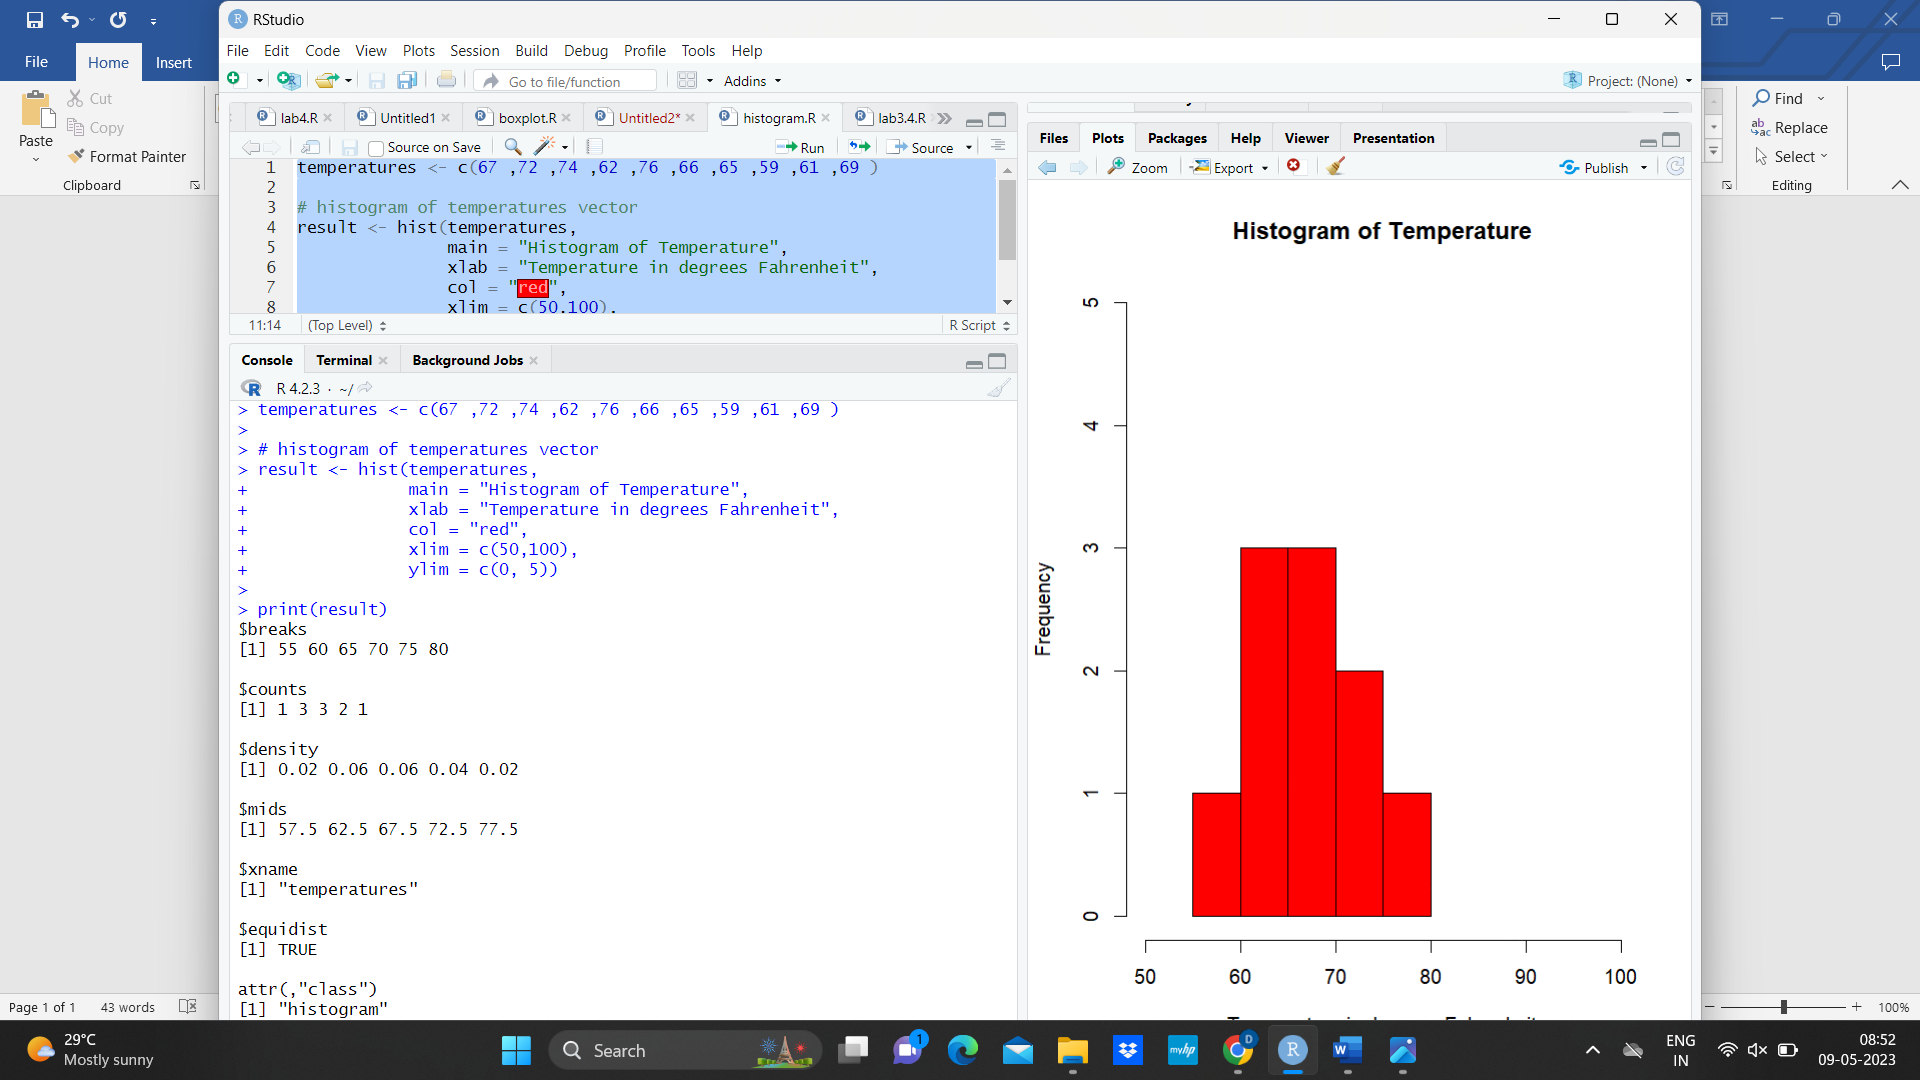 RStudio
File
Home
Insert
File Edit Code View Plots Session Build Debug Profile Tools Help
Go to file/function
Addins
Project: (None)
Paste
Cut
Copy
Format Painter
Clipboard
lab4.R
Untitled1
boxplot.R
Untitled2*
histogram.R
lab3.4.R
Source on Save
Run
Source
1 temperatures <- c(67 ,72 ,74 ,62 ,76 ,66 ,65 ,59 ,61 ,69 )
2
3 # histogram of temperatures vector
4 result <- hist(temperatures,
5 main = "Histogram of Temperature",
6 xlab = "Temperature in degrees Fahrenheit",
7 col = "red",
8 xlim = c(50,100),
11:14
(Top Level)
R Script
Console
Terminal
Background Jobs
R 4.2.3 · ~/
> temperatures <- c(67 ,72 ,74 ,62 ,76 ,66 ,65 ,59 ,61 ,69 )
>
> # histogram of temperatures vector
> result <- hist(temperatures,
+ main = "Histogram of Temperature",
+ xlab = "Temperature in degrees Fahrenheit",
+ col = "red",
+ xlim = c(50,100),
+ ylim = c(0, 5))
>
> print(result)
$breaks
[1] 55 60 65 70 75 80
$counts
[1] 1 3 3 2 1
$density
[1] 0.02 0.06 0.06 0.04 0.02
$mids
[1] 57.5 62.5 67.5 72.5 77.5
$xname
[1] "temperatures"
$equidist
[1] TRUE
attr(,"class")
[1] "histogram"
Files
Plots
Packages
Help
Viewer
Presentation
Zoom
Export
Publish
Histogram of Temperature
Frequency
5
4
3
2
1
0
50 60 70 80 90 100
Find
Replace
Select
Editing
Page 1 of 1
43 words
100%
29°C
Mostly sunny
Search
1
myhp
D
R
W
ENG
IN
08:52
09-05-2023